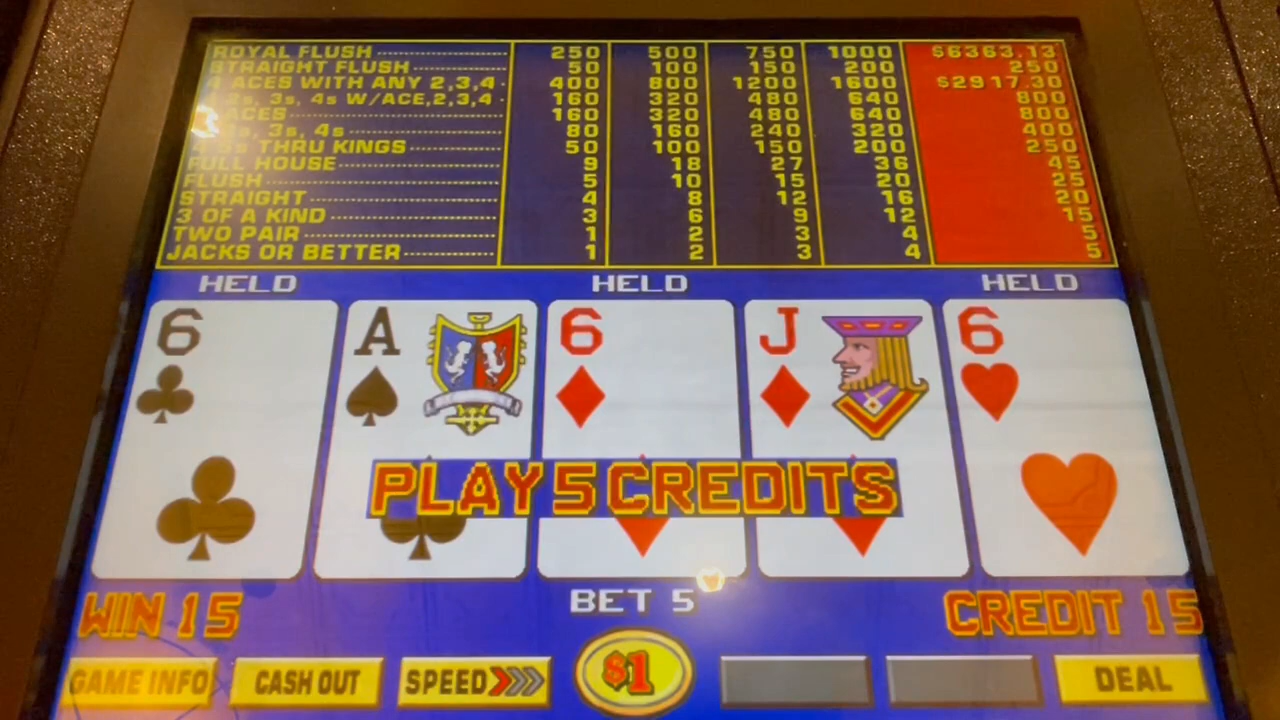 ROYAL FLUSH 250 500 750 1000 $6363.13
STRAIGHT FLUSH 50 100 150 200 250
4 ACES WITH ANY 2,3,4 400 800 1200 1600 $2917.30
3s, 4s W/ACE,2,3,4 160 320 480 640 800
ACES 160 320 480 640 800
3s, 4s 80 160 240 320 400
THRU KINGS 50 100 150 200 250
FULL HOUSE 9 18 27 36 45
FLUSH 5 10 15 20 25
STRAIGHT 4 8 12 16 20
3 OF A KIND 3 6 9 12 15
TWO PAIR 1 2 3 4 5
JACKS OR BETTER 1 2 3 4 5
HELD HELD HELD
6 A 6 J 6
PLAY 5 CREDITS
WIN 15 BET 5 CREDIT 15
GAME INFO CASH OUT SPEED $1 DEAL